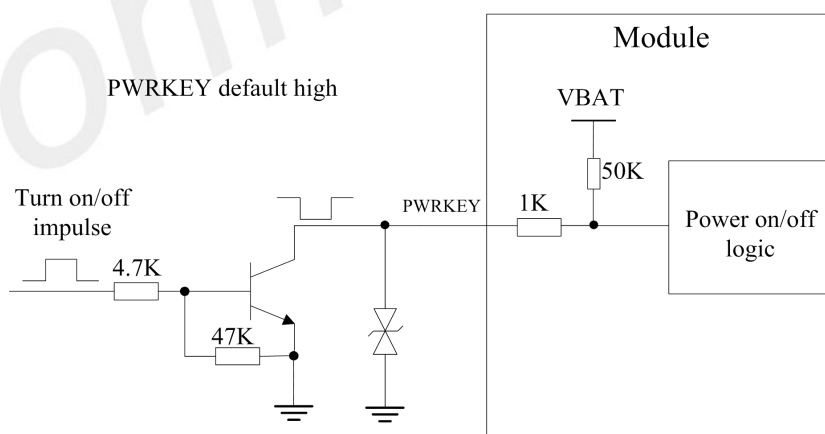 Module
PWRKEY default high
VBAT
50K
Turn on/off
impulse
PWRKEY
1K
Power on/off
logic
4.7K
47K